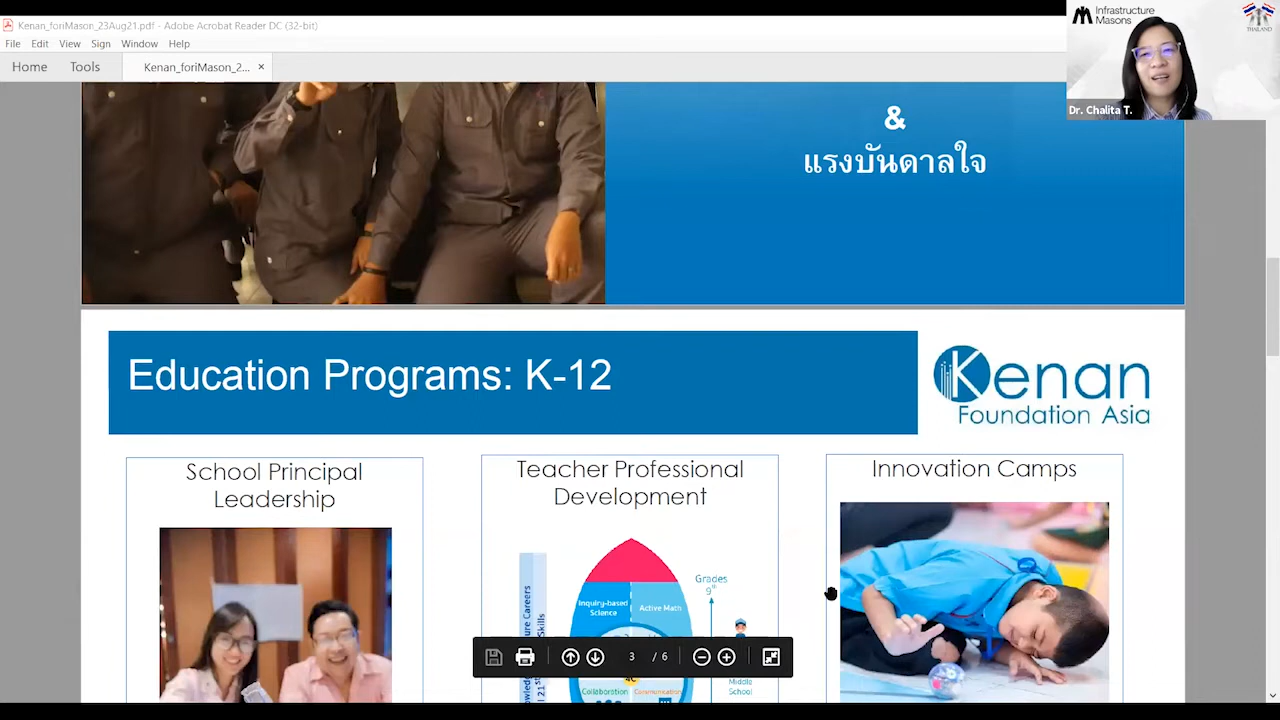 Kenan_foriMason_23Aug21.pdf - Adobe Acrobat Reader DC (32-bit)
File Edit View Sign Window Help
Home Tools Kenan_foriMason_2... ×
Infrastructure
Masons
THAILAND
Dr. Chalita T.
&
แรงบันดาลใจ
Education Programs: K-12
Kenan
Foundation Asia
School Principal
Leadership
Teacher Professional
Development
Innovation Camps
Grades
9th
Inquiry-based
Science
Active Math
3 / 6
4C
Collaboration
Communication
Middle
School